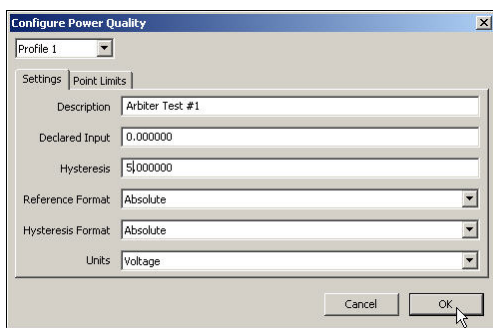 Configure Power Quality
Profile 1
Settings Point Limits
Description Arbiter Test #1
Declared Input 0.000000
Hysteresis 5.000000
Reference Format Absolute
Hysteresis Format Absolute
Units Voltage
Cancel OK